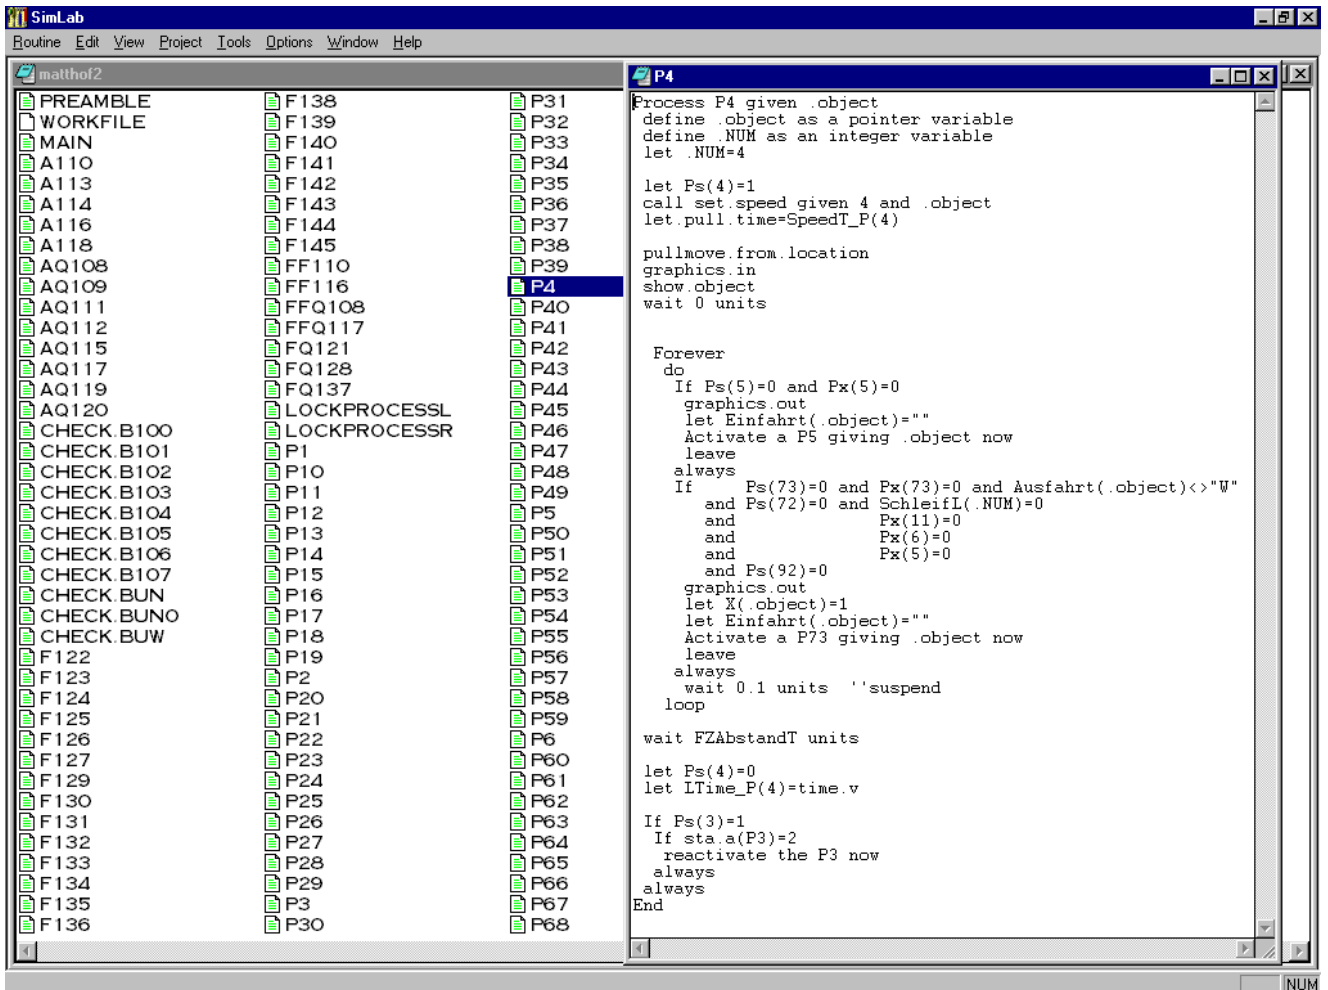 SimLab
Routine Edit View Project Tools Options Window Help
matthof2
PREAMBLE
WORKFILE
MAIN
A110
A113
A114
A116
A118
AQ108
AQ109
AQ111
AQ112
AQ115
AQ117
AQ119
AQ120
CHECK.B100
CHECK.B101
CHECK.B102
CHECK.B103
CHECK.B104
CHECK.B105
CHECK.B106
CHECK.B107
CHECK.BUN
CHECK.BUNO
CHECK.BUW
F122
F123
F124
F125
F126
F127
F129
F130
F131
F132
F133
F134
F135
F136
F138
F139
F140
F141
F142
F143
F144
F145
FF110
FF116
FFQ108
FFQ117
FQ121
FQ128
FQ137
LOCKPROCESSL
LOCKPROCESSR
P1
P10
P11
P12
P13
P14
P15
P16
P17
P18
P19
P2
P20
P21
P22
P23
P24
P25
P26
P27
P28
P29
P3
P30
P31
P32
P33
P34
P35
P36
P37
P38
P39
P4
P40
P41
P42
P43
P44
P45
P46
P47
P48
P49
P5
P50
P51
P52
P53
P54
P55
P56
P57
P58
P59
P6
P60
P61
P62
P63
P64
P65
P66
P67
P68
P4
Process P4 given .object
define .object as a pointer variable
define .NUM as an integer variable
let .NUM=4
let Ps(4)=1
call set.speed given 4 and .object
let.pull.time=SpeedT_P(4)
pullmove.from.location
graphics.in
show.object
wait 0 units
Forever
do
If Ps(5)=0 and Px(5)=0
graphics.out
let Einfahrt(.object)=""
Activate a P5 giving .object now
leave
always
If Ps(73)=0 and Px(73)=0 and Ausfahrt(.object)<>"W"
and Ps(72)=0 and SchleifL(.NUM)=0
and Px(11)=0
and Px(6)=0
and Px(5)=0
and Ps(92)=0
graphics.out
let X(.object)=1
let Einfahrt(.object)=""
Activate a P73 giving .object now
leave
always
wait 0.1 units ''suspend
loop
wait FZAbstandT units
let Ps(4)=0
let LTime_P(4)=time.v
If Ps(3)=1
If sta.a(P3)=2
reactivate the P3 now
always
always
End
NUM